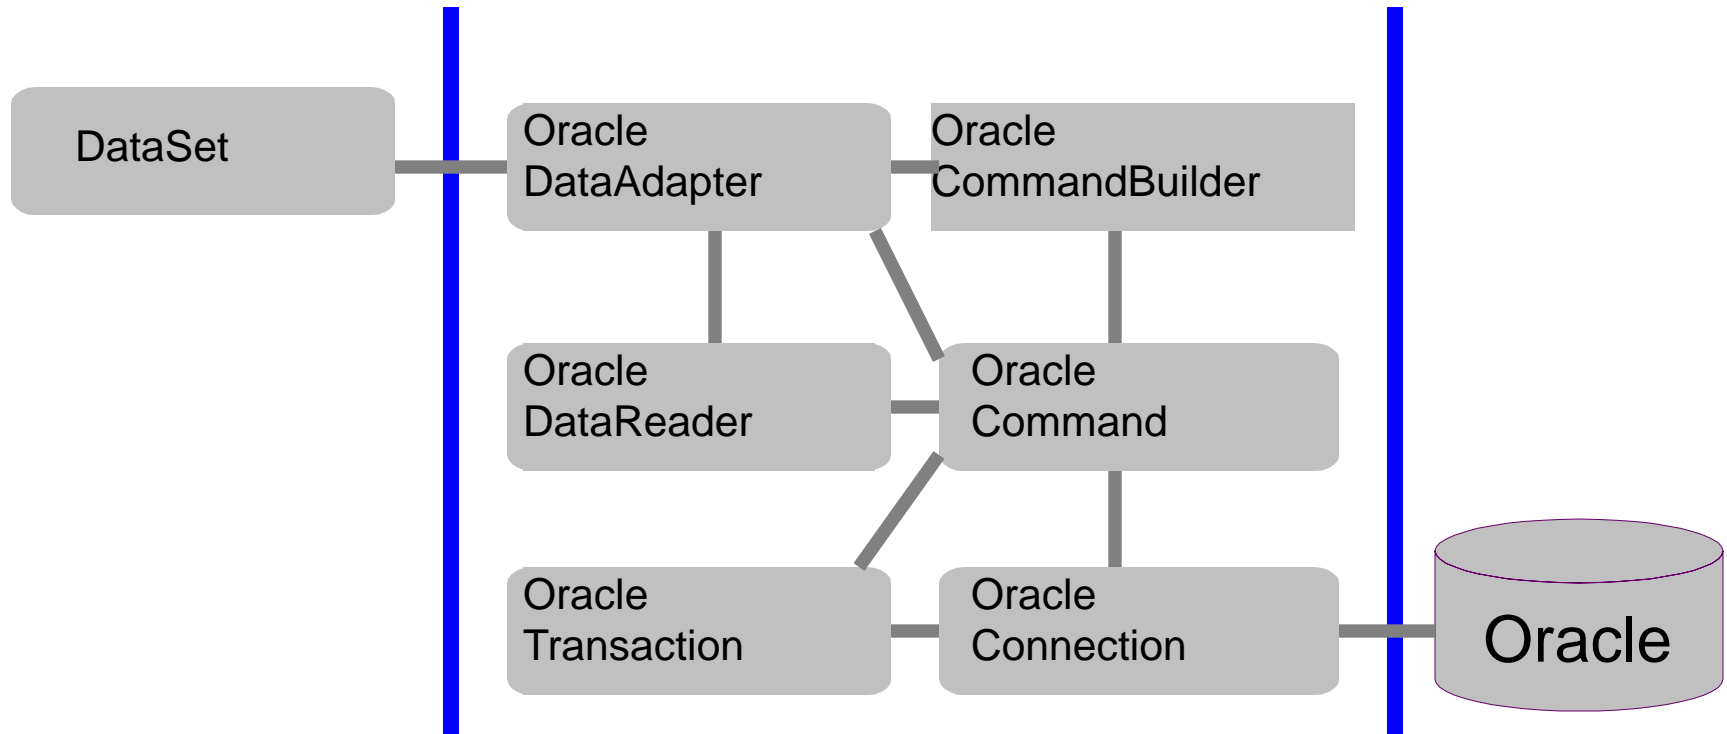 DataSet
Oracle
DataAdapter
Oracle
CommandBuilder
Oracle
DataReader
Oracle
Command
Oracle
Transaction
Oracle
Connection
Oracle